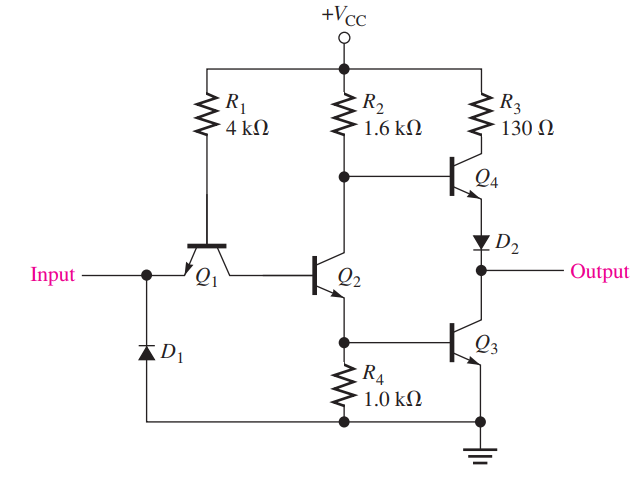 +VCC
R1
4 kΩ
R2
1.6 kΩ
R3
130 Ω
Q4
D2
Input
Q1
Q2
Output
D1
Q3
R4
1.0 kΩ